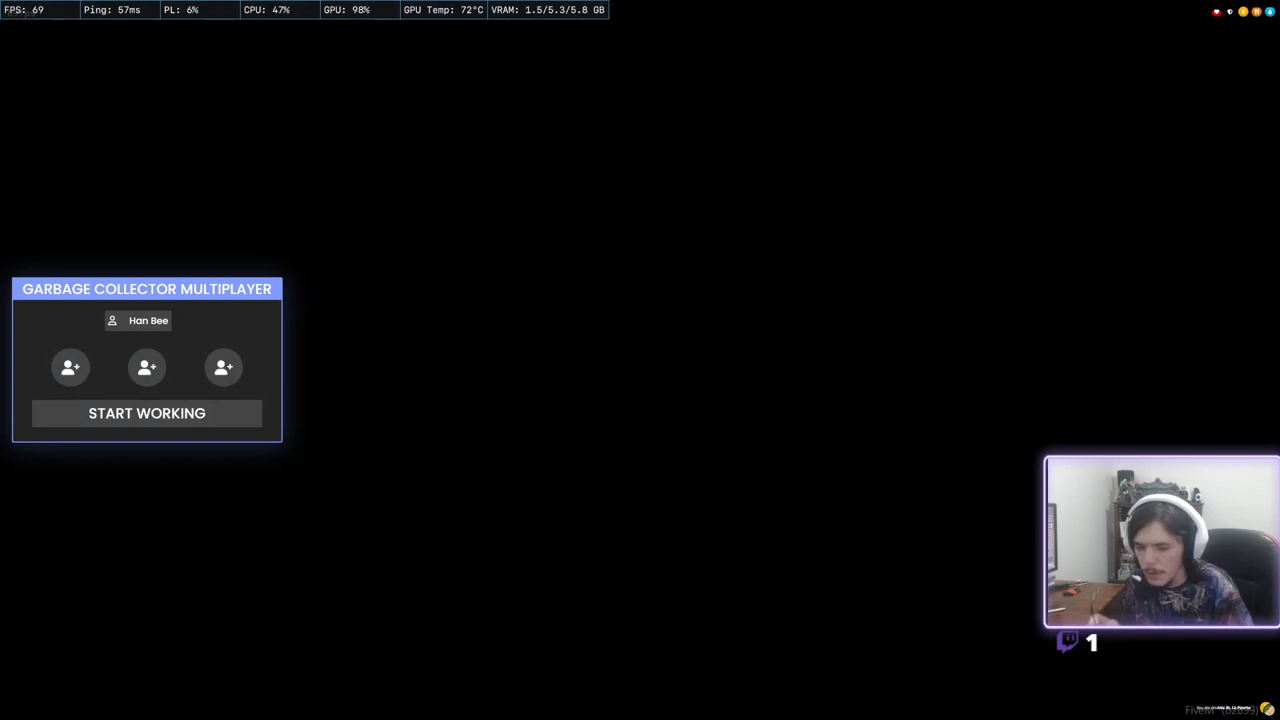 FPS: 69 Ping: 57ms PL: 6% CPU: 47% GPU: 98% GPU Temp: 72°C VRAM: 1.5/5.3/5.8 GB
GARBAGE COLLECTOR MULTIPLAYER
Han Bee
START WORKING
1
FiveM